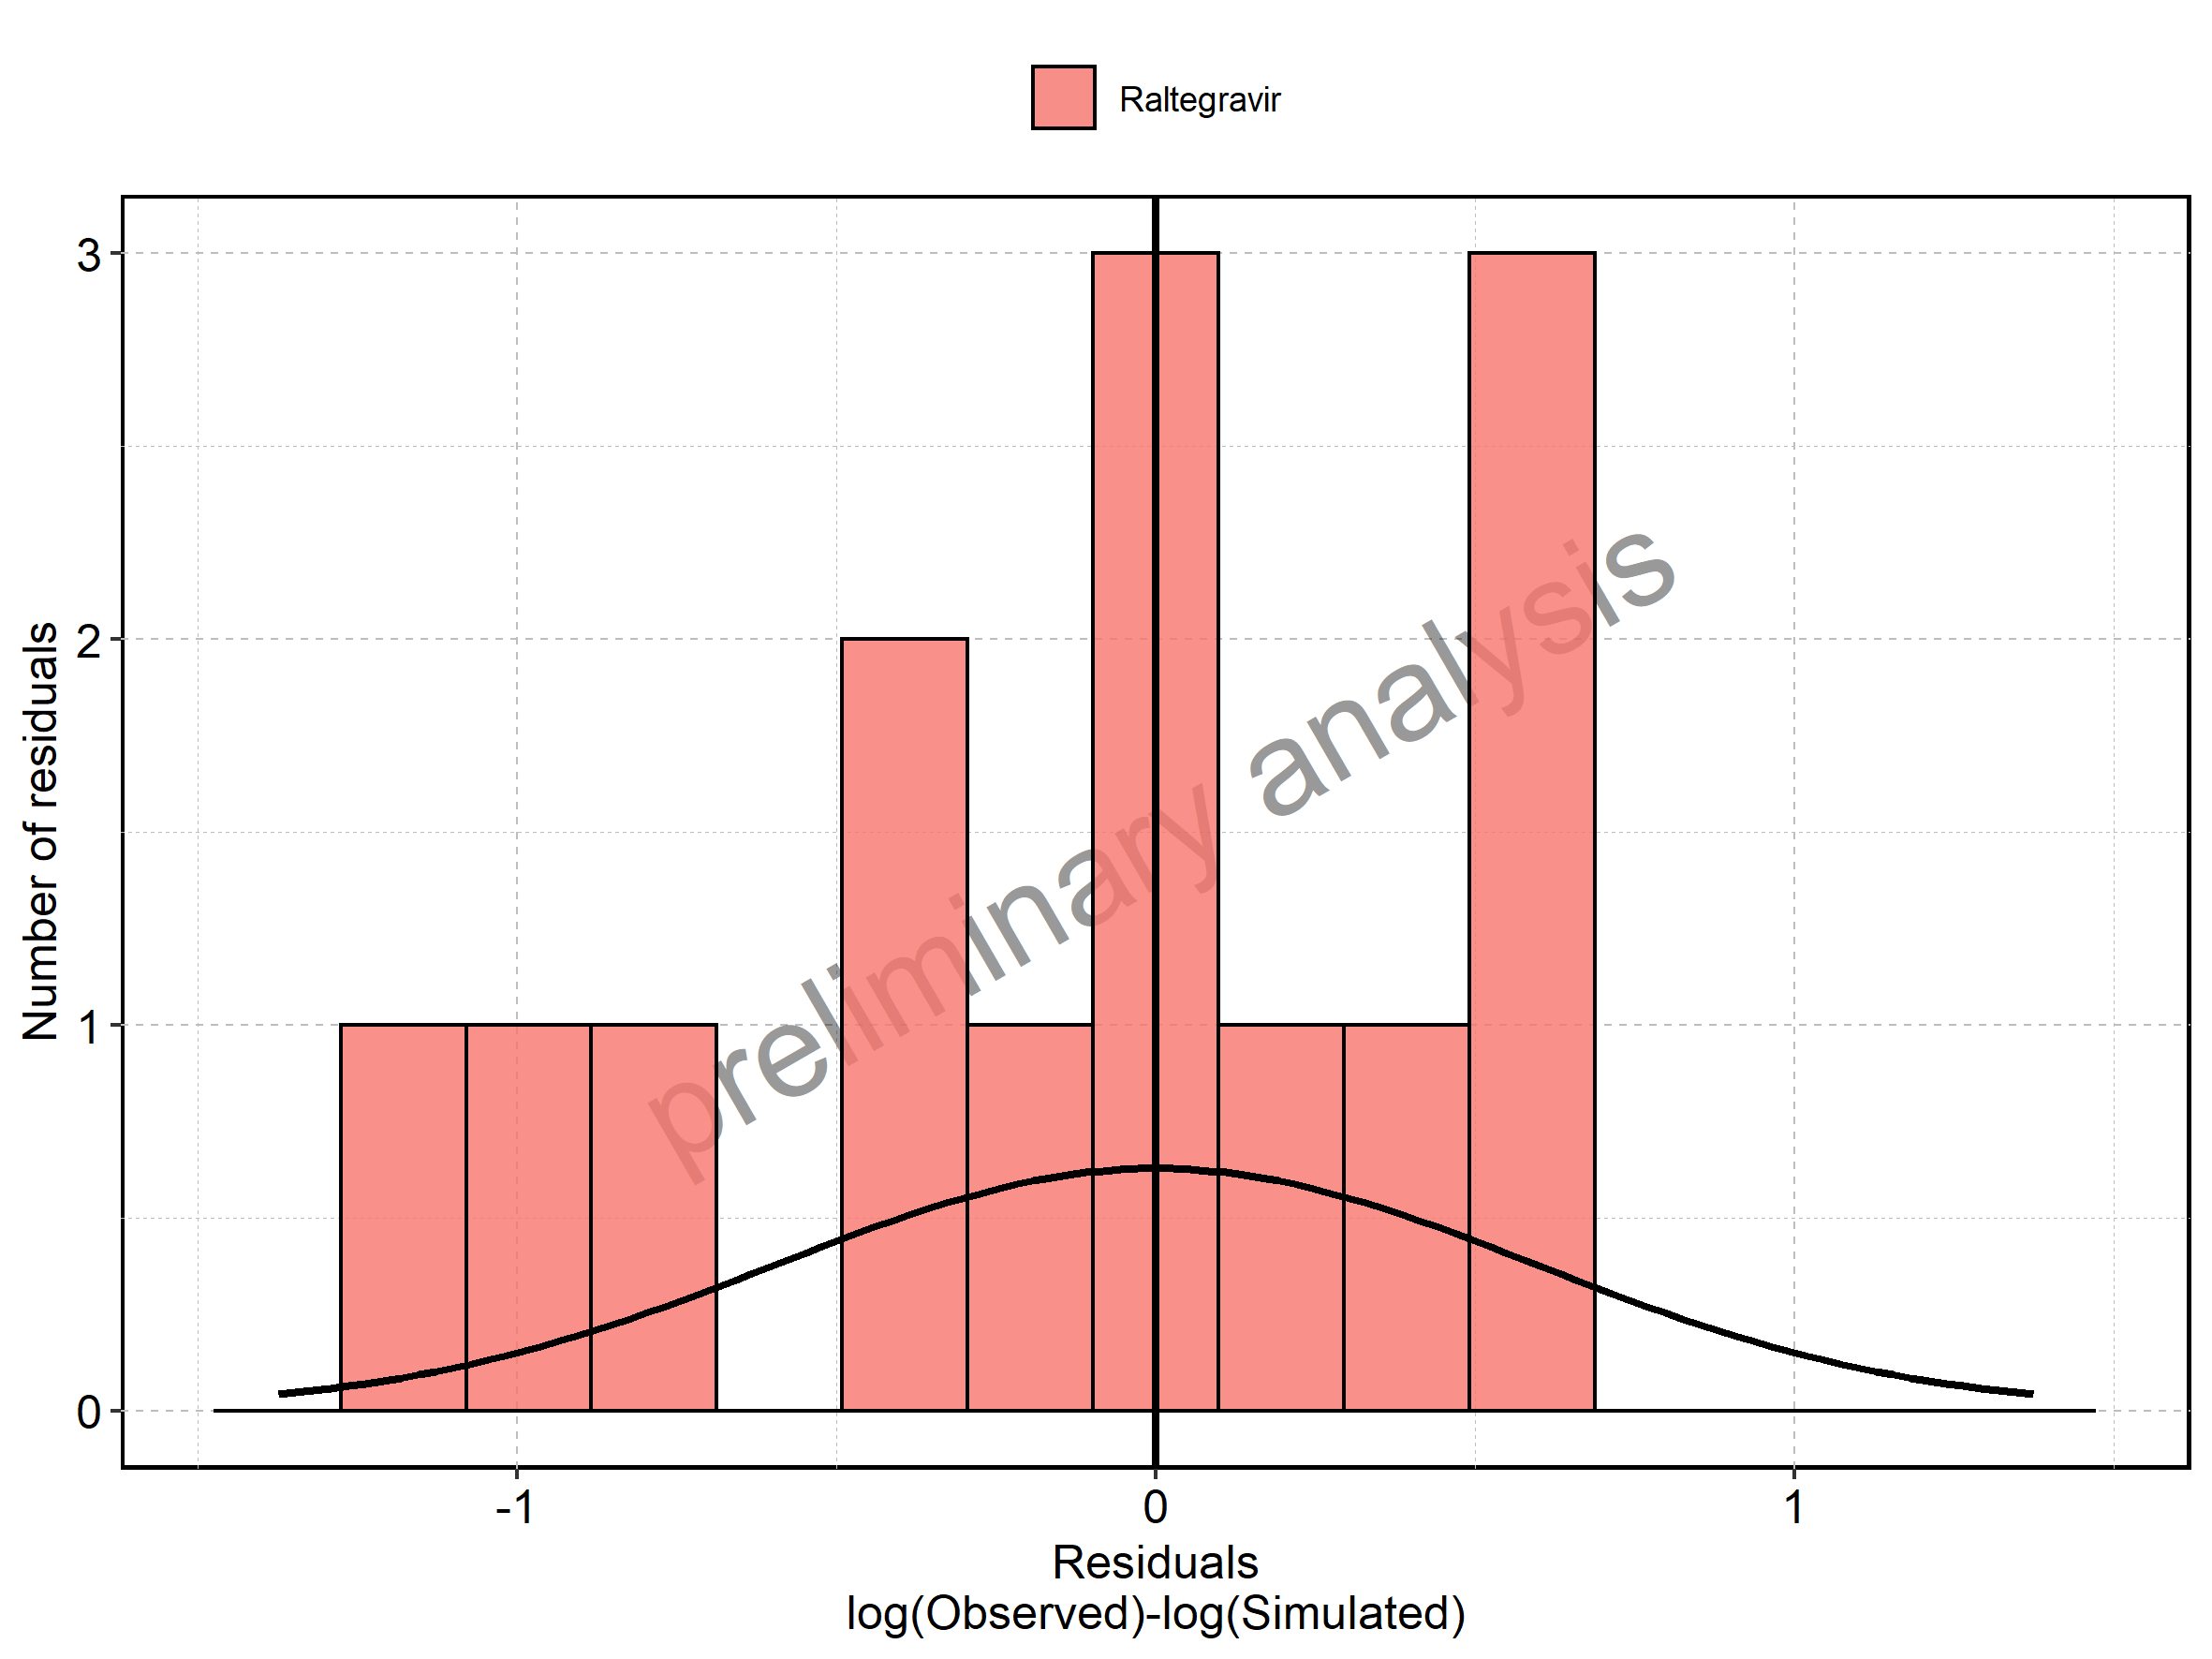 Raltegravir
3
2
1
0
Number of residuals
preliminary analysis
-1
0
1
Residuals
log(Observed)-log(Simulated)